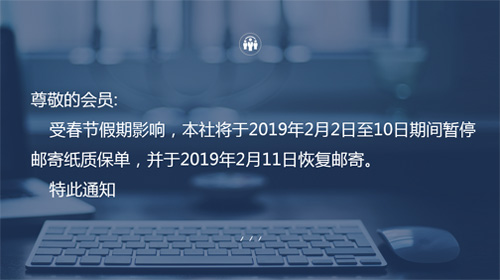 尊敬的会员:
受春节假期影响，本社将于2019年2月2日至10日期间暂停
邮寄纸质保单，并于2019年2月11日恢复邮寄。
特此通知